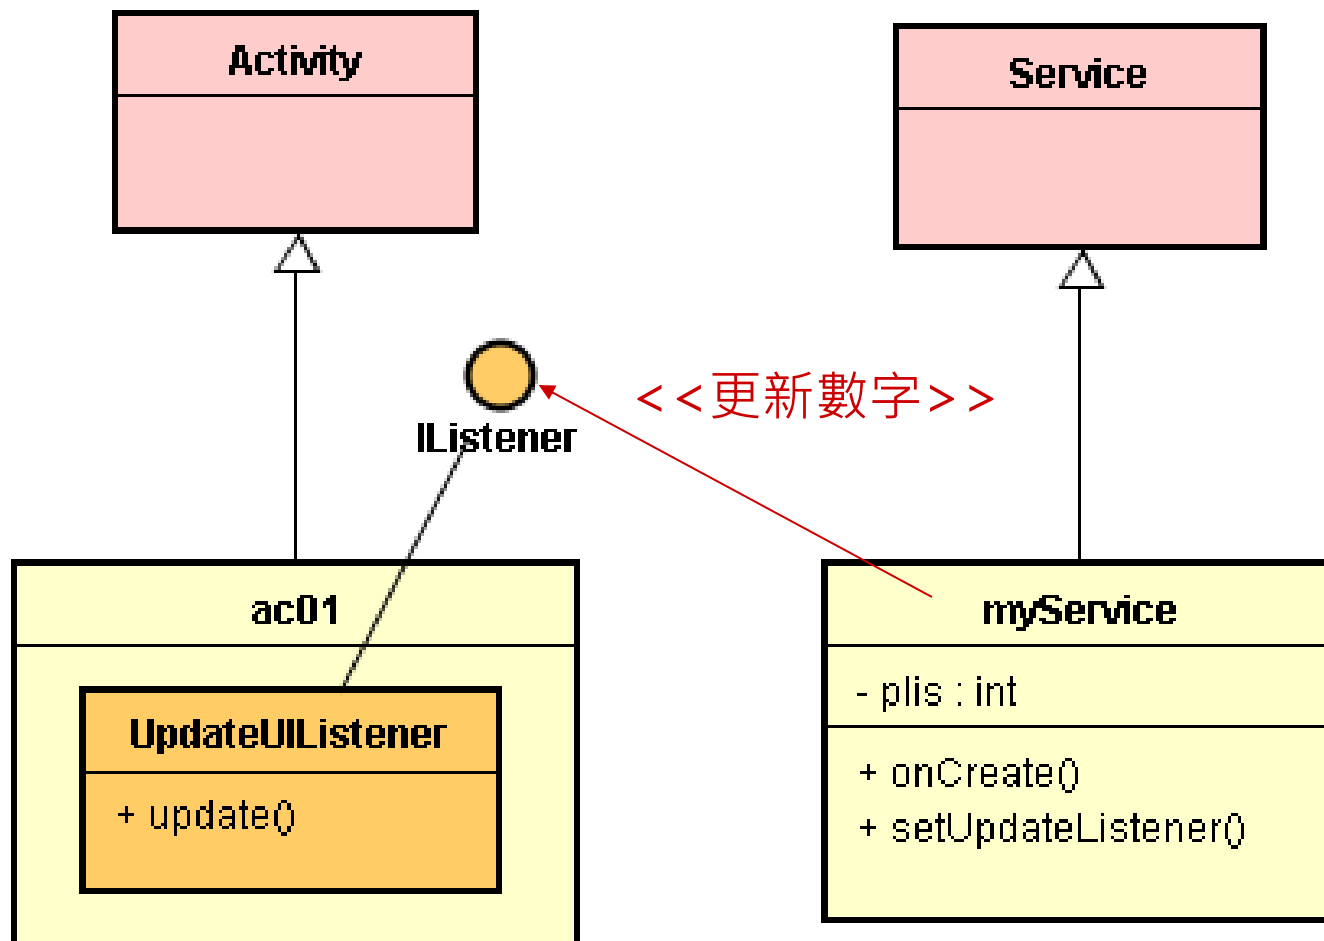 Activity
Service
<<更新數字>>
IListener
ac01
UpdateUIListener
+ update()
myService
- plis : int
+ onCreate()
+ setUpdateListener()